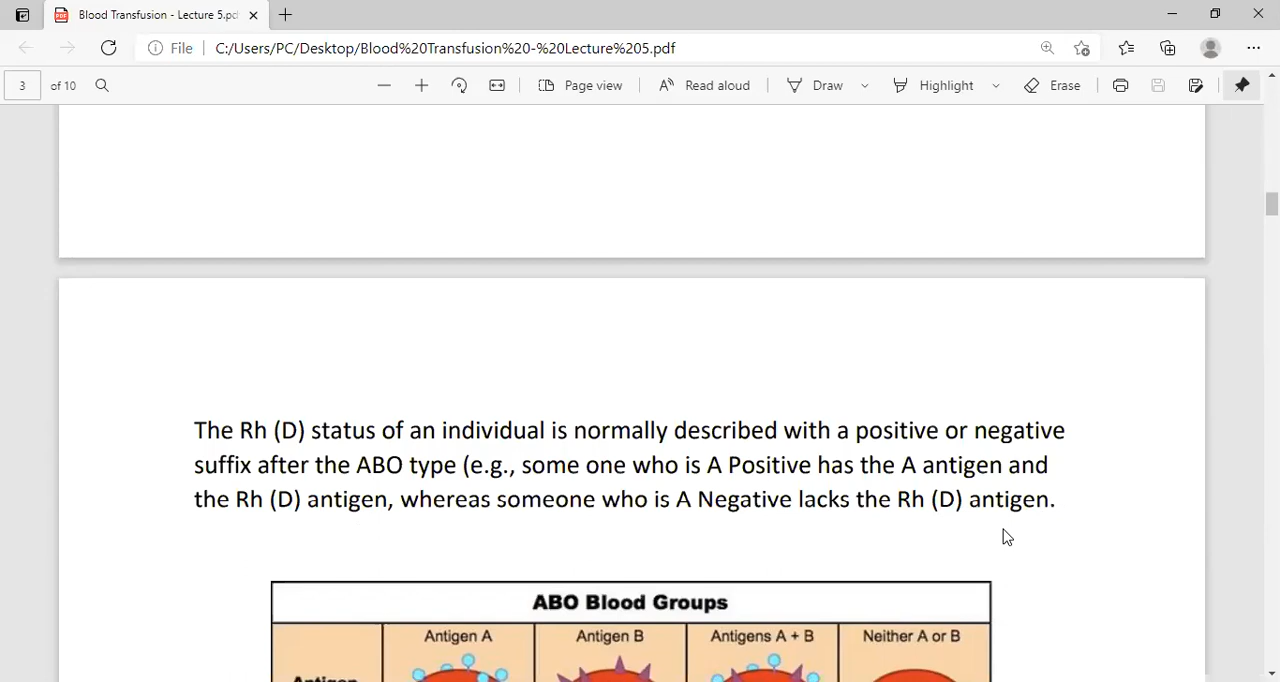 Blood Transfusion - Lecture 5.pdf
File C:/Users/PC/Desktop/Blood%20Transfusion%20-%20Lecture%205.pdf
3 of 10 Page view Read aloud Draw Highlight Erase
The Rh (D) status of an individual is normally described with a positive or negative
suffix after the ABO type (e.g., some one who is A Positive has the A antigen and
the Rh (D) antigen, whereas someone who is A Negative lacks the Rh (D) antigen.
ABO Blood Groups
Antigen A Antigen B Antigens A + B Neither A or B
Antigen